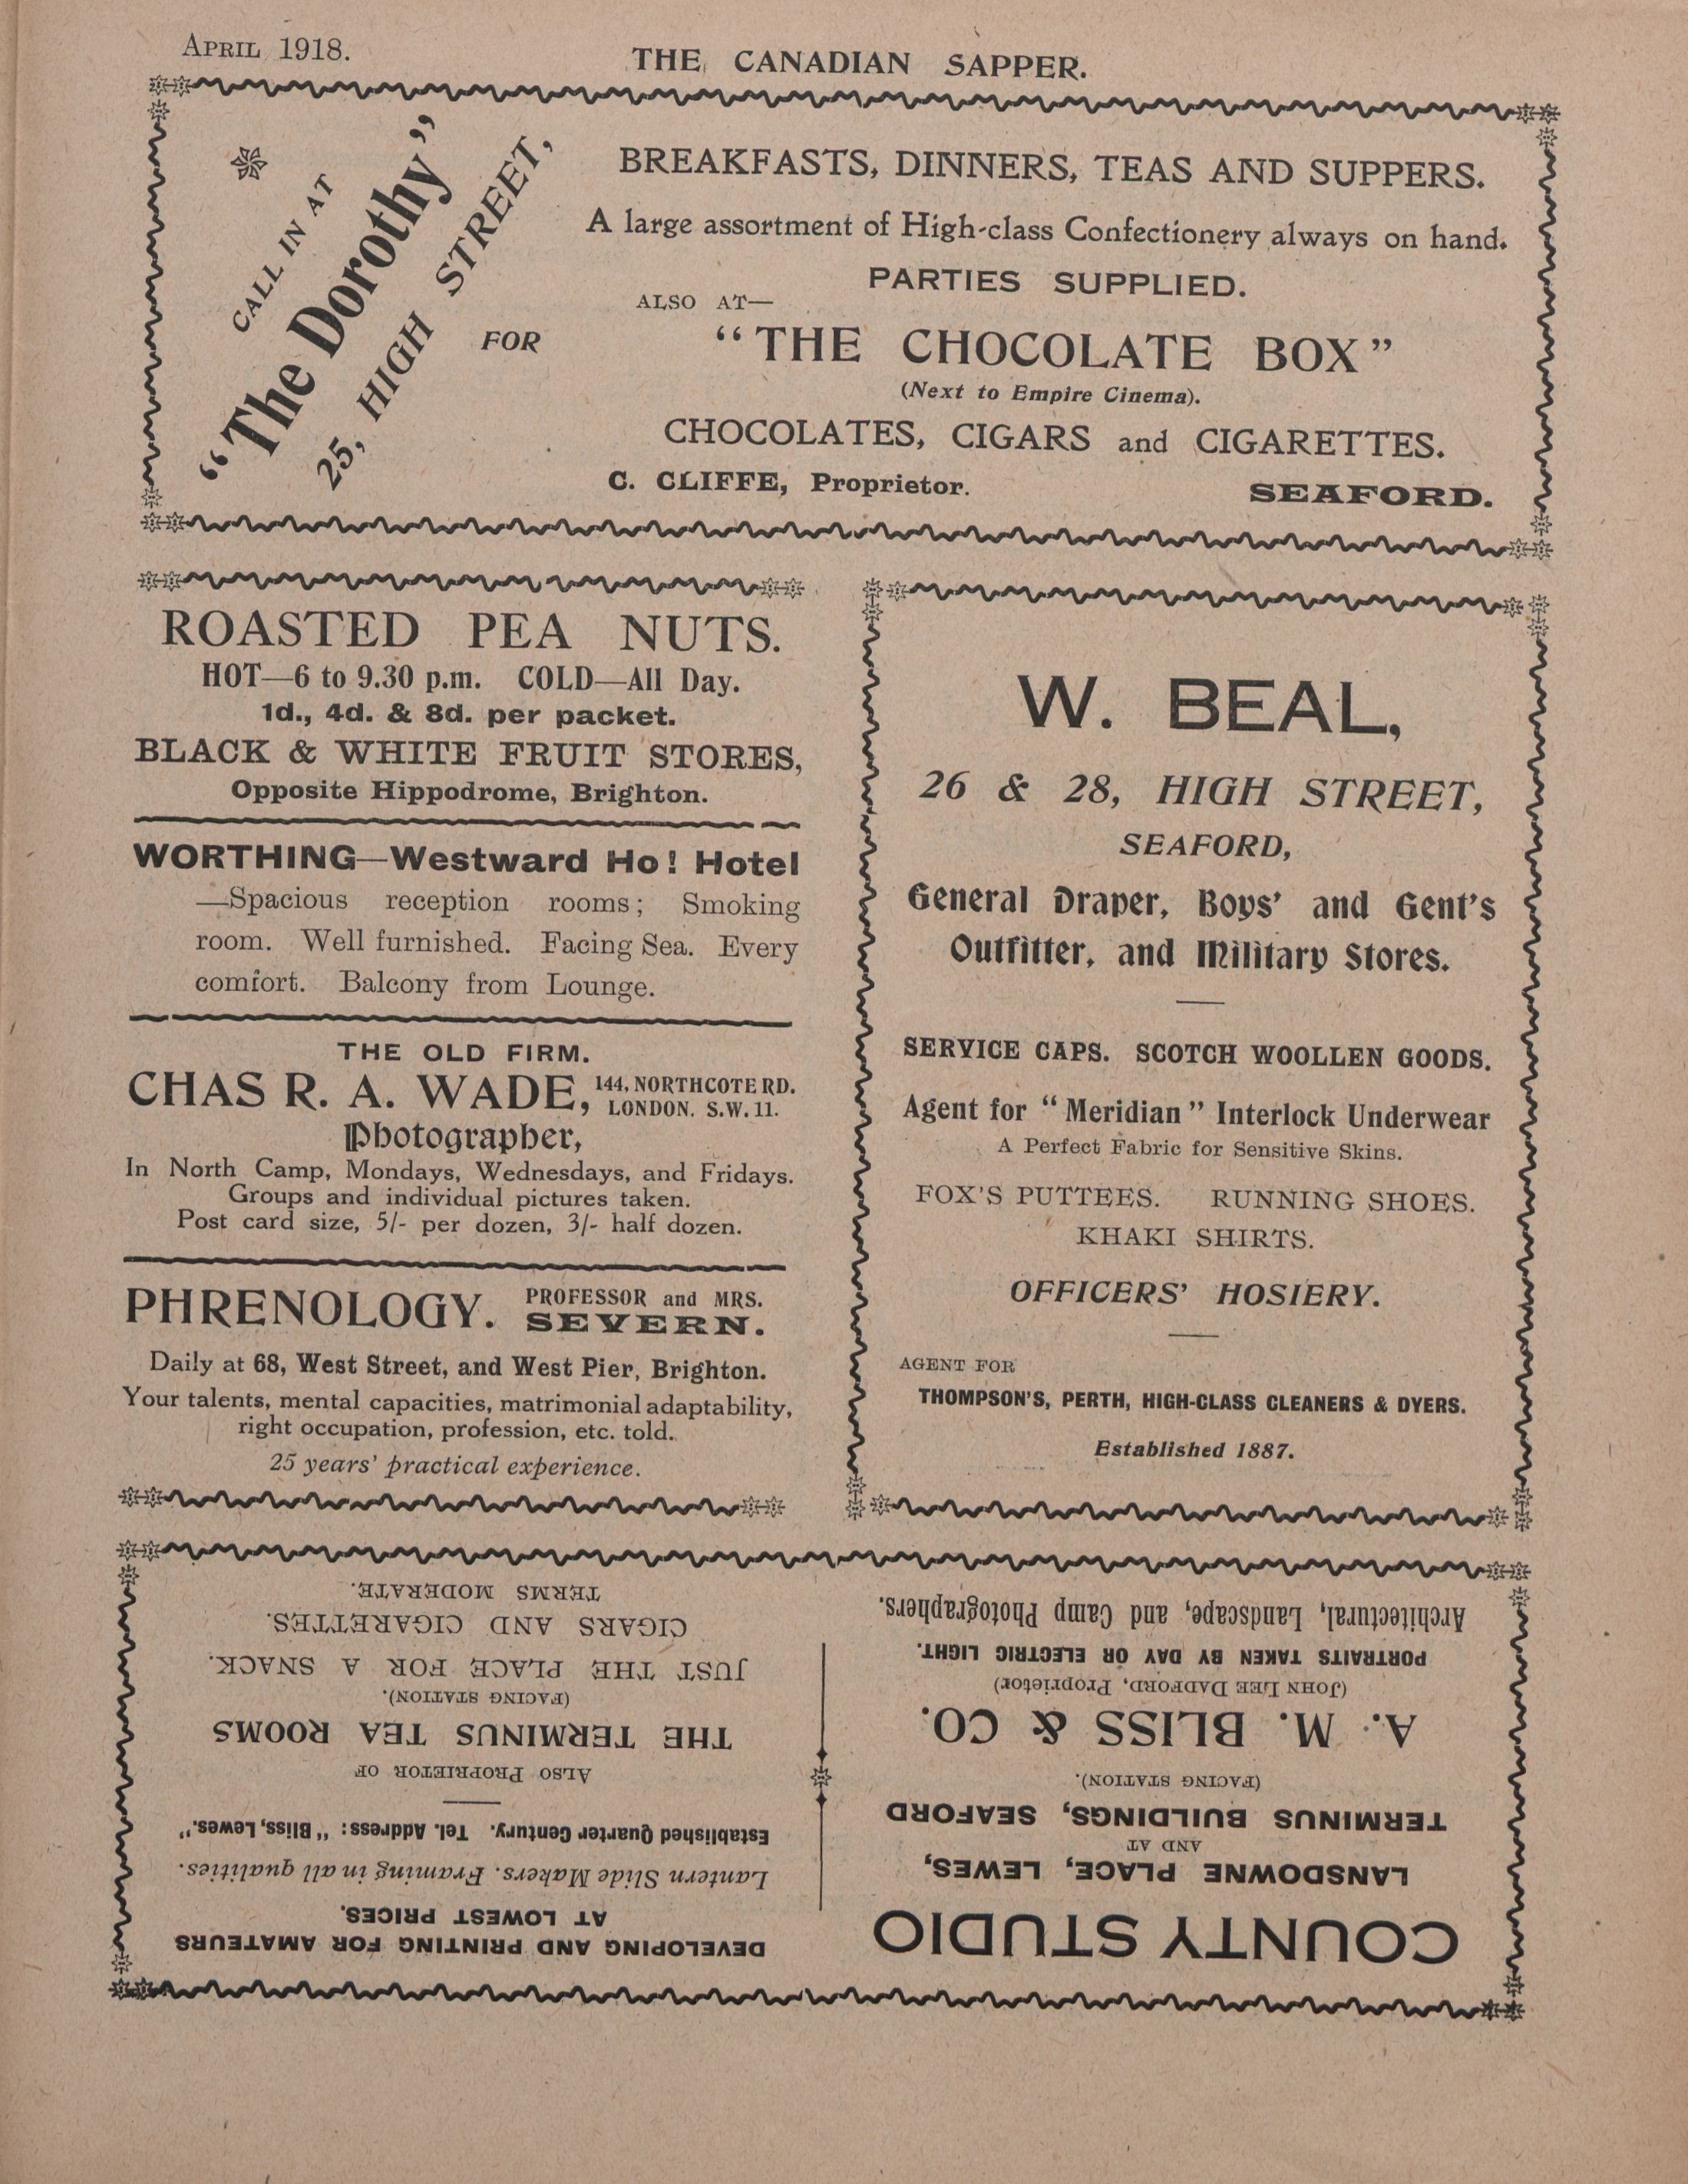 APRIL 1918.
THE CANADIAN SAPPER.
CALL IN AT
“The Dorothy”
25, HIGH STREET,
FOR
BREAKFASTS, DINNERS, TEAS AND SUPPERS.
A large assortment of High-class Confectionery always on hand.
PARTIES SUPPLIED.
ALSO AT—
“THE CHOCOLATE BOX”
(Next to Empire Cinema).
CHOCOLATES, CIGARS and CIGARETTES.
C. CLIFFE, Proprietor. SEAFORD.
ROASTED PEA NUTS.
HOT—6 to 9.30 p.m. COLD—All Day.
1d., 4d. & 8d. per packet.
BLACK & WHITE FRUIT STORES,
Opposite Hippodrome, Brighton.
WORTHING—Westward Ho! Hotel
—Spacious reception rooms; Smoking
room. Well furnished. Facing Sea. Every
comfort. Balcony from Lounge.
THE OLD FIRM.
CHAS R. A. WADE, 144, NORTHCOTE RD.
LONDON. S.W. 11.
Photographer,
In North Camp, Mondays, Wednesdays, and Fridays.
Groups and individual pictures taken.
Post card size, 5/- per dozen, 3/- half dozen.
PHRENOLOGY. PROFESSOR and MRS.
SEVERN.
Daily at 68, West Street, and West Pier, Brighton.
Your talents, mental capacities, matrimonial adaptability,
right occupation, profession, etc. told.
25 years’ practical experience.
W. BEAL,
26 & 28, HIGH STREET,
SEAFORD,
General Draper, Boys’ and Gent’s
Outfitter, and Military Stores.
SERVICE CAPS. SCOTCH WOOLLEN GOODS.
Agent for “Meridian” Interlock Underwear
A Perfect Fabric for Sensitive Skins.
FOX’S PUTTEES. RUNNING SHOES.
KHAKI SHIRTS.
OFFICERS’ HOSIERY.
AGENT FOR
THOMPSON’S, PERTH, HIGH-CLASS CLEANERS & DYERS.
Established 1887.
COUNTY STUDIO
LANSDOWNE PLACE, LEWES,
AND AT
TERMINUS BUILDINGS, SEAFORD
(FACING STATION).
A. M. BLISS & CO.
(JOHN LEE DADFORD, Proprietor)
PORTRAITS TAKEN BY DAY OR ELECTRIC LIGHT.
Architectural, Landscape, and Camp Photographers.
DEVELOPING AND PRINTING FOR AMATEURS
AT LOWEST PRICES.
Lantern Slide Makers. Framing in all qualities.
Established Quarter Century. Tel. Address: “Bliss, Lewes.”
ALSO PROPRIETOR OF
THE TERMINUS TEA ROOMS
(FACING STATION).
JUST THE PLACE FOR A SNACK.
CIGARS AND CIGARETTES.
TERMS MODERATE.